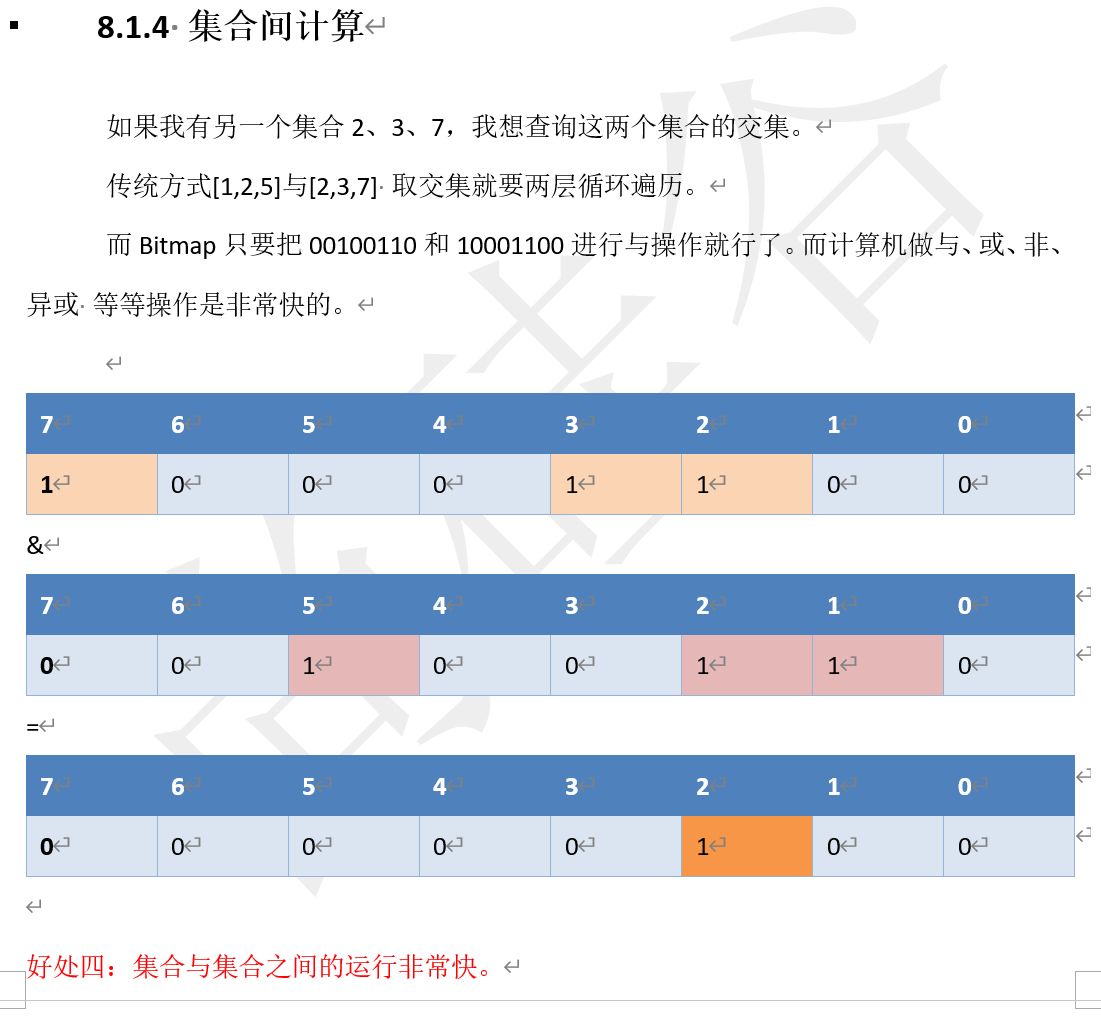 8.1.4 集合间计算
如果我有另一个集合 2、3、7，我想查询这两个集合的交集。
传统方式[1,2,5]与[2,3,7] 取交集就要两层循环遍历。
而 Bitmap 只要把 00100110 和 10001100 进行与操作就行了。而计算机做与、或、非、
异或 等等操作是非常快的。
7 6 5 4 3 2 1 0
1 0 0 0 1 1 0 0
&
7 6 5 4 3 2 1 0
0 0 1 0 0 1 1 0
=
7 6 5 4 3 2 1 0
0 0 0 0 0 1 0 0
好处四：集合与集合之间的运行非常快。